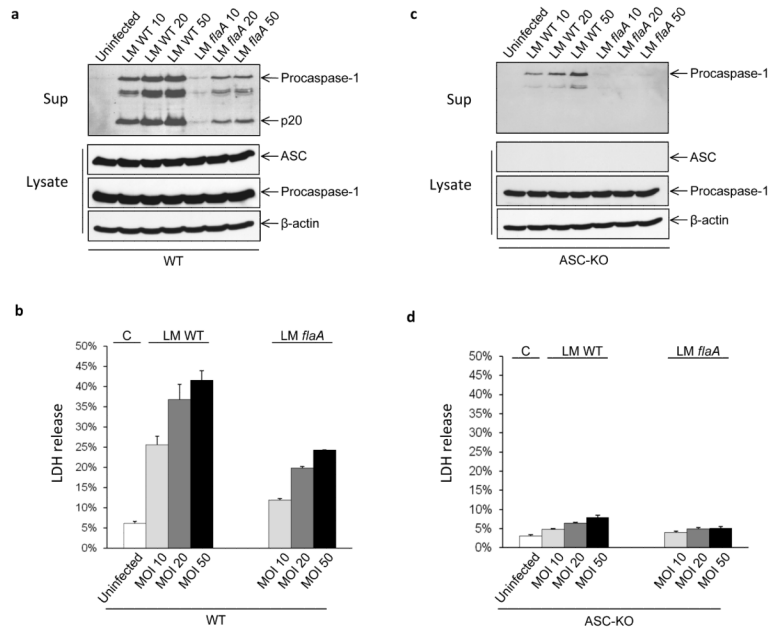 a
Uninfected
LM WT 10
LM WT 20
LM WT 50
LM flaA 10
LM flaA 20
LM flaA 50
Sup
Procaspase-1
p20
Lysate
ASC
Procaspase-1
β-actin
WT
c
Uninfected
LM WT 10
LM WT 20
LM WT 50
LM flaA 10
LM flaA 20
LM flaA 50
Sup
Procaspase-1
Lysate
ASC
Procaspase-1
β-actin
ASC-KO
b
C
LM WT
LM flaA
LDH release
50%
45%
40%
35%
30%
25%
20%
15%
10%
5%
0%
Uninfected
MOI 10
MOI 20
MOI 50
MOI 10
MOI 20
MOI 50
WT
d
C
LM WT
LM flaA
LDH release
50%
45%
40%
35%
30%
25%
20%
15%
10%
5%
0%
Uninfected
MOI 10
MOI 20
MOI 50
MOI 10
MOI 20
MOI 50
ASC-KO